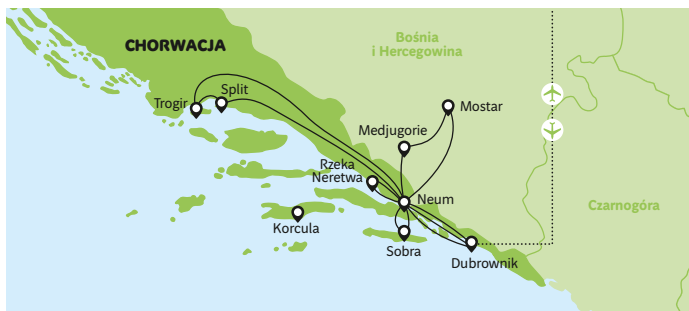 Bośnia
i Hercegowina
CHORWACJA
Split
Trogir
Mostar
Medjugorie
Rzeka
Neretwa
Neum
Czarnogóra
Korcula
Sobra
Dubrownik